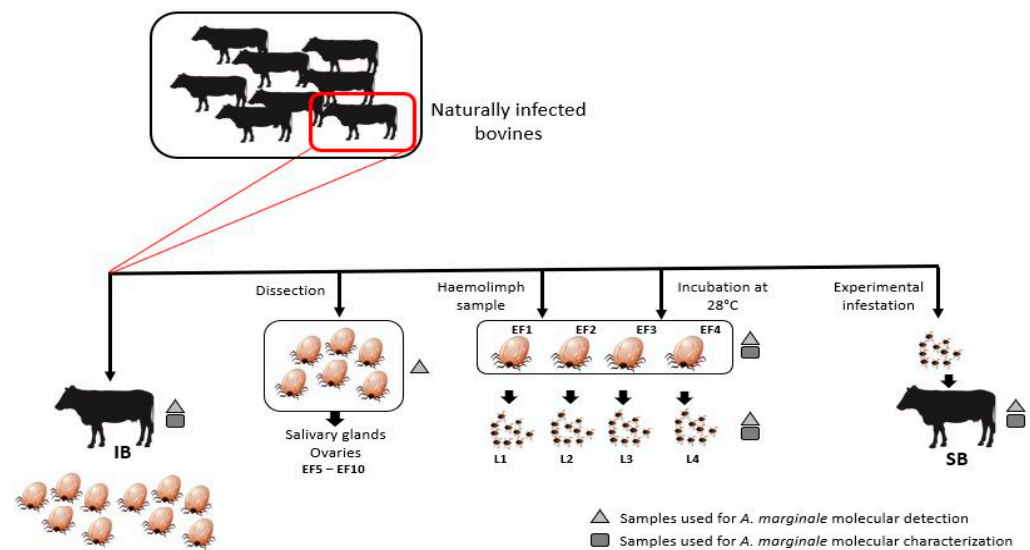 Naturally infected
bovines
Dissection
Haemolimph
sample
Incubation at
28°C
Experimental
infestation
EF1 EF2 EF3 EF4
Salivary glands
Ovaries
EF5 – EF10
IB
L1 L2 L3 L4
SB
Samples used for A. marginale molecular detection
Samples used for A. marginale molecular characterization